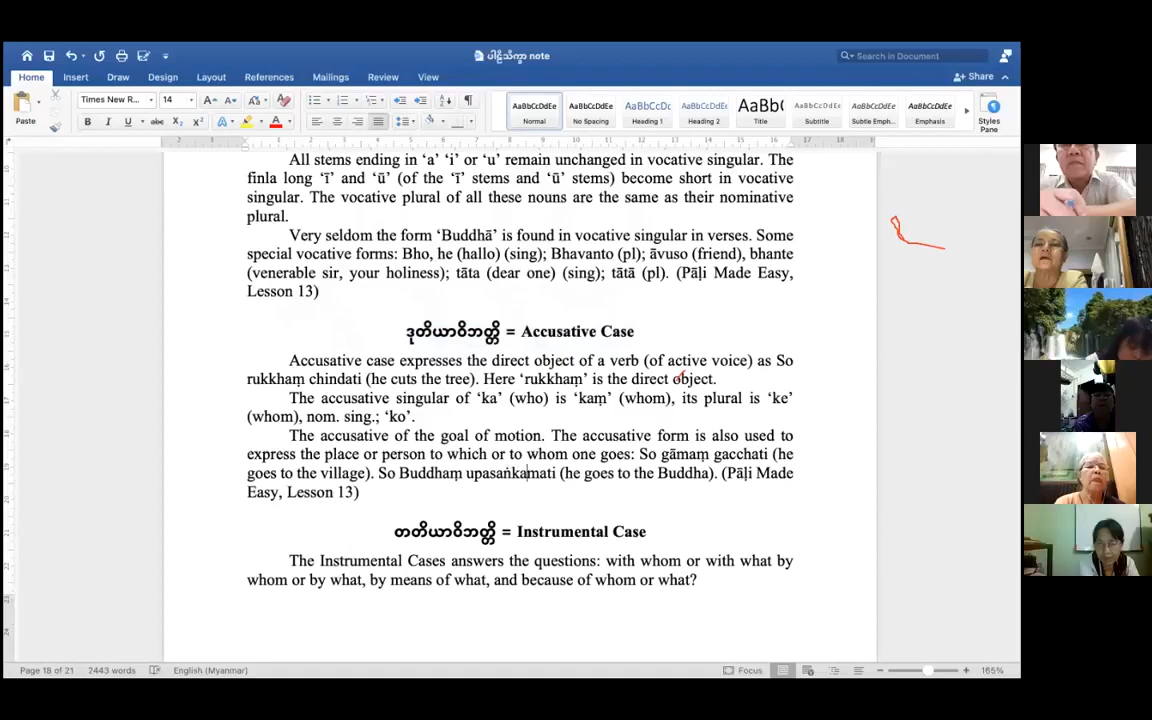 ပါဠိသိက္ခာ note
Search in Document
Home Insert Draw Design Layout References Mailings Review View
Share
Paste
Times New R... 14
AaBbCcDdEe AaBbCcDdEe AaBbCcDc AaBbCcDdE AaBb( AaBbCcDdE AaBbCcDdEe AaBbCcDdEe
Normal No Spacing Heading 1 Heading 2 Title Subtitle Subtle Emph... Emphasis
Styles
Pane
All stems ending in ‘a’ ‘i’ or ‘u’ remain unchanged in vocative singular. The
finla long ‘ī’ and ‘ū’ (of the ‘ī’ stems and ‘ū’ stems) become short in vocative
singular. The vocative plural of all these nouns are the same as their nominative
plural.
Very seldom the form ‘Buddhā’ is found in vocative singular in verses. Some
special vocative forms: Bho, he (hallo) (sing); Bhavanto (pl); āvuso (friend), bhante
(venerable sir, your holiness); tāta (dear one) (sing); tātā (pl). (Pāḷi Made Easy,
Lesson 13)
ဒုတိယာဝိဘတ္တိ = Accusative Case
Accusative case expresses the direct object of a verb (of active voice) as So
rukkhaṃ chindati (he cuts the tree). Here ‘rukkhaṃ’ is the direct object.
The accusative singular of ‘ka’ (who) is ‘kaṃ’ (whom), its plural is ‘ke’
(whom), nom. sing.; ‘ko’.
The accusative of the goal of motion. The accusative form is also used to
express the place or person to which or to whom one goes: So gāmaṃ gacchati (he
goes to the village). So Buddhaṃ upasaṅkamati (he goes to the Buddha). (Pāḷi Made
Easy, Lesson 13)
တတိယာဝိဘတ္တိ = Instrumental Case
The Instrumental Cases answers the questions: with whom or with what by
whom or by what, by means of what, and because of whom or what?
Page 18 of 21 2443 words English (Myanmar) Focus 165%